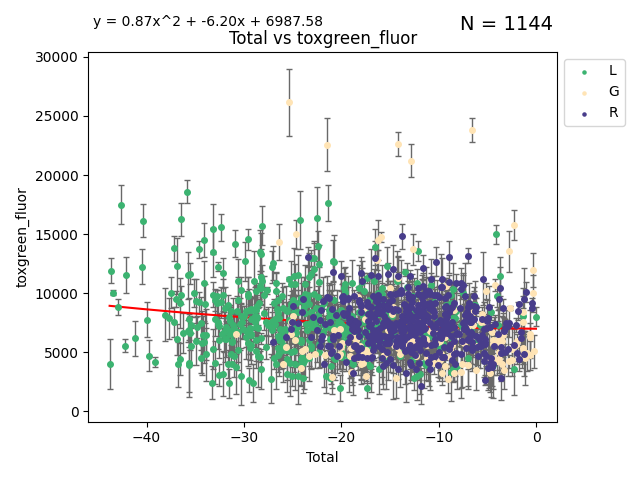 y = 0.87x^2 + -6.20x + 6987.58
N = 1144
Total vs toxgreen_fluor
30000
25000
20000
15000
10000
5000
0
toxgreen_fluor
−40
−30
−20
−10
0
Total
L
G
R